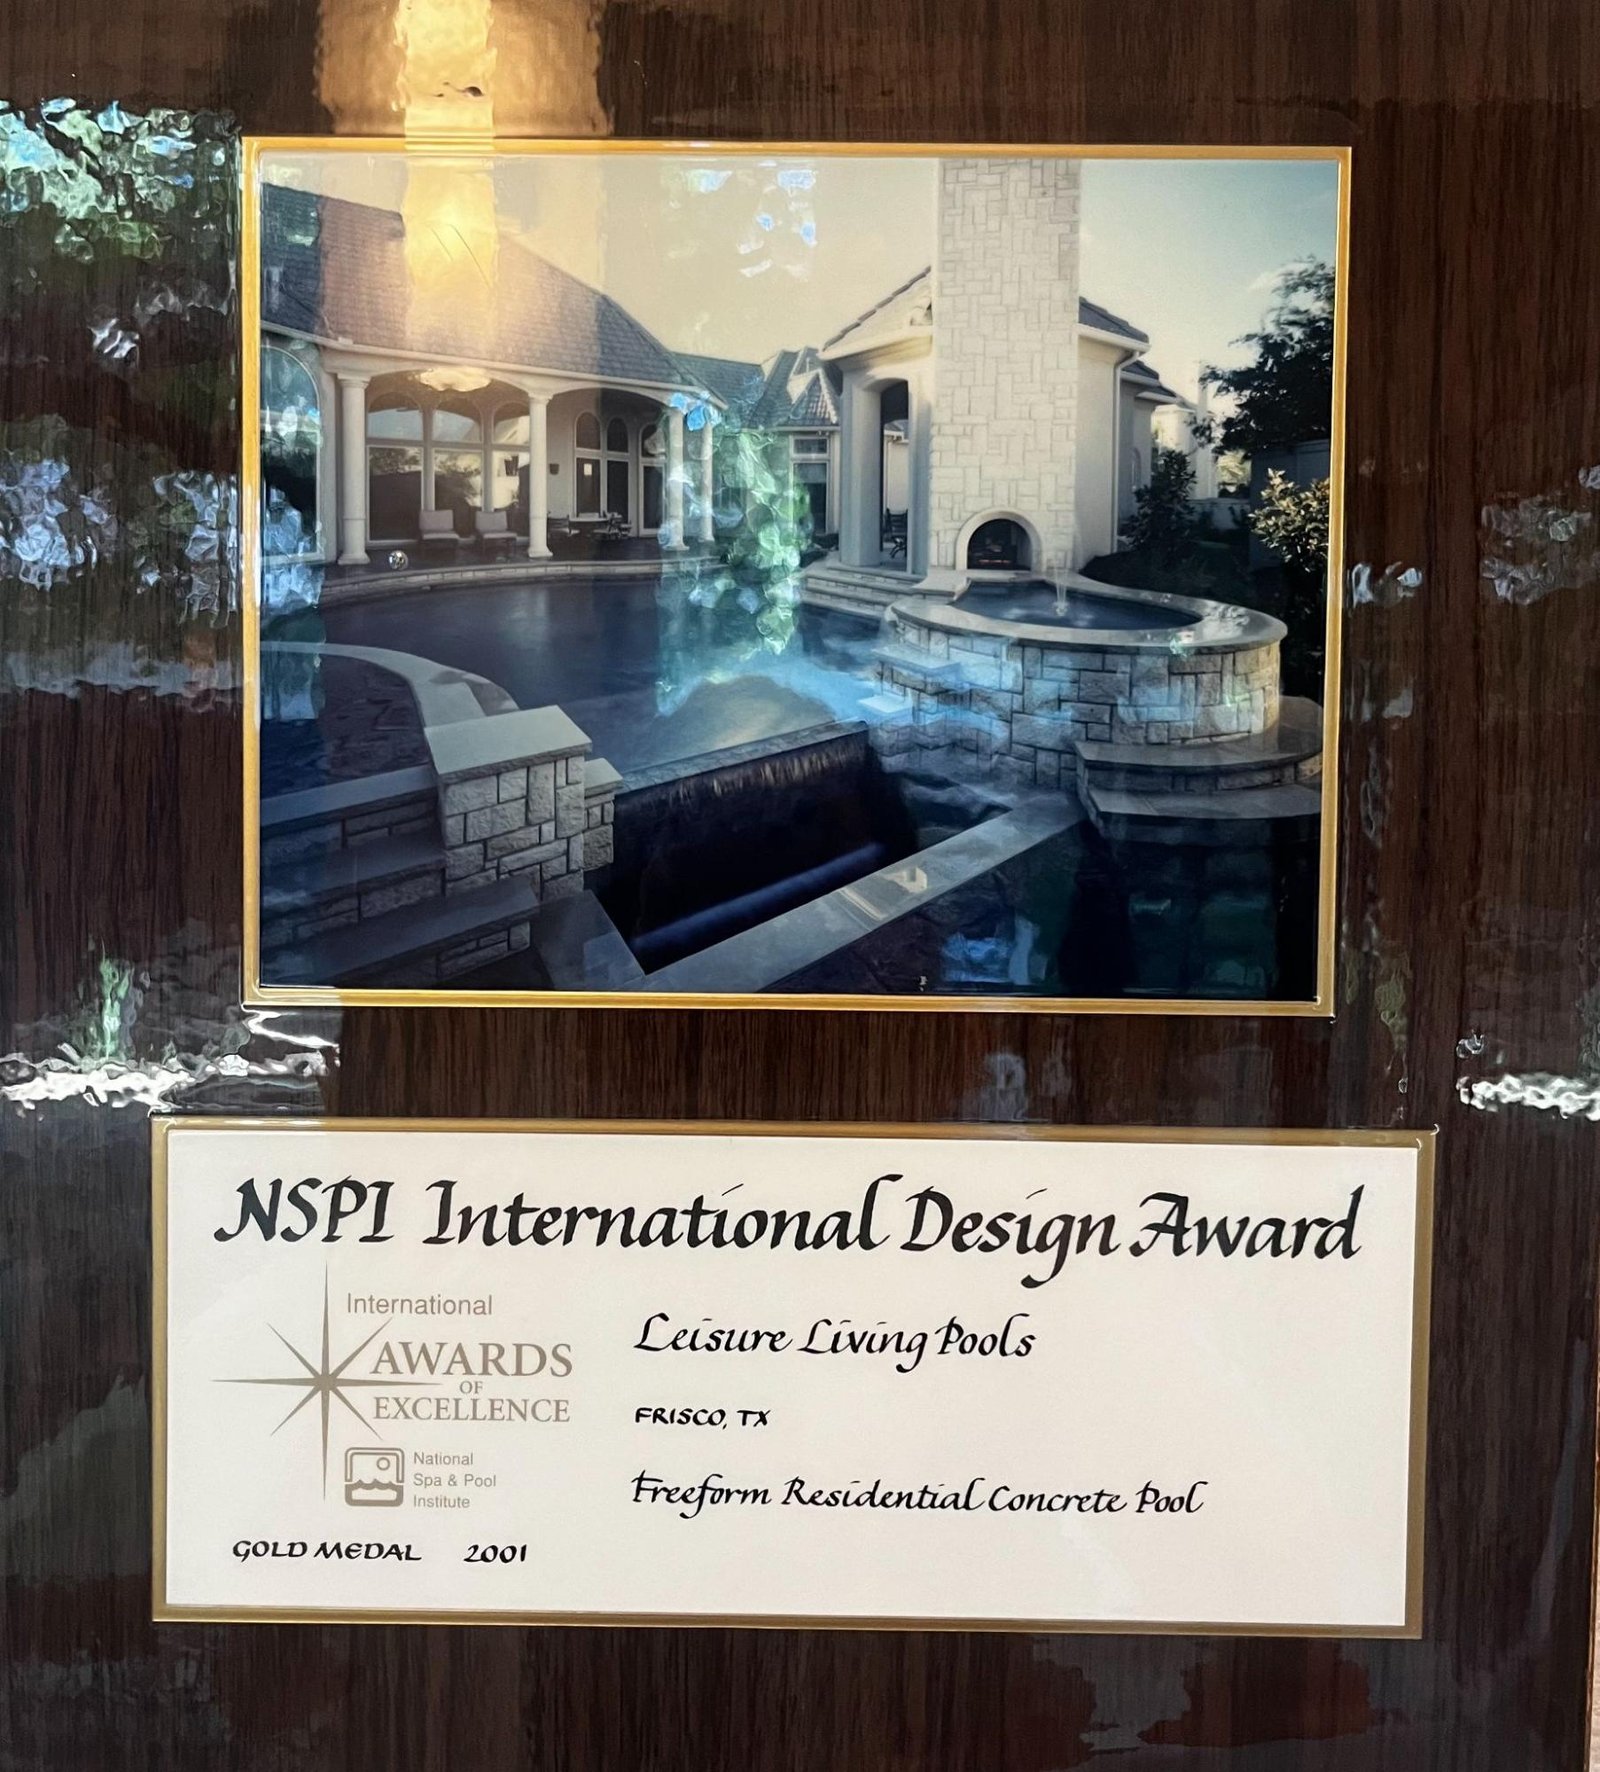 NSPI International Design Award
International
AWARDS
OF
EXCELLENCE
National
Spa & Pool
Institute
GOLD MEDAL 2001
Leisure Living Pools
FRISCO, TX
Freeform Residential Concrete Pool